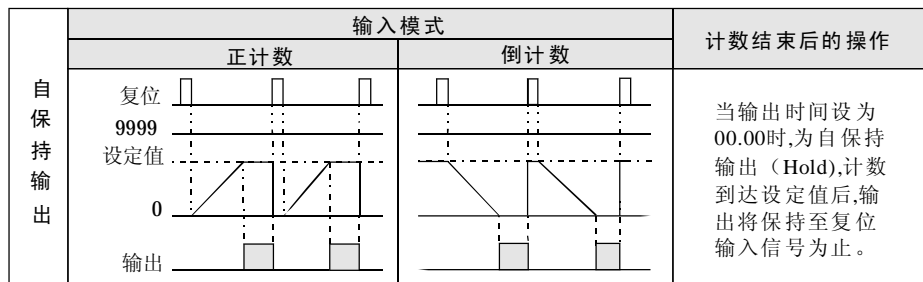 自保持输出
输入模式
正计数
倒计数
计数结束后的操作
复位
9999
设定值
0
输出
当输出时间设为
00.00时,为自保持
输出（Hold),计数
到达设定值后,输
出将保持至复位
输入信号为止。